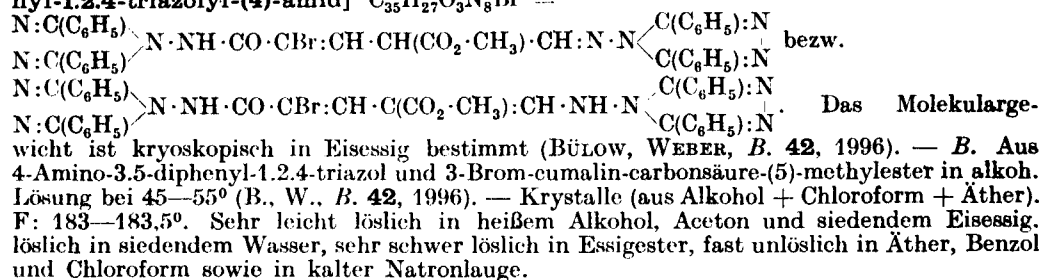 nyl-1.2.4-triazolyl-(4)-amid] C₃₅H₂₇O₃N₈Br =
N:C(C₆H₅)\N·NH·CO·CBr:CH·CH(CO₂·CH₃)·CH:N·N/C(C₆H₅):N
N:C(C₆H₅)/ \C(C₆H₅):N bezw.
N:C(C₆H₅)\N·NH·CO·CBr:CH·C(CO₂·CH₃):CH·NH·N/C(C₆H₅):N
N:C(C₆H₅)/ \C(C₆H₅):N. Das Molekularge-
wicht ist kryoskopisch in Eisessig bestimmt (BÜLOW, WEBER, B. 42, 1996). — B. Aus
4-Amino-3.5-diphenyl-1.2.4-triazol und 3-Brom-cumalin-carbonsäure-(5)-methylester in alkoh.
Lösung bei 45—55⁰ (B., W., B. 42, 1996). — Krystalle (aus Alkohol + Chloroform + Äther).
F: 183—183,5⁰. Sehr leicht löslich in heißem Alkohol, Aceton und siedendem Eisessig,
löslich in siedendem Wasser, sehr schwer löslich in Essigester, fast unlöslich in Äther, Benzol
und Chloroform sowie in kalter Natronlauge.